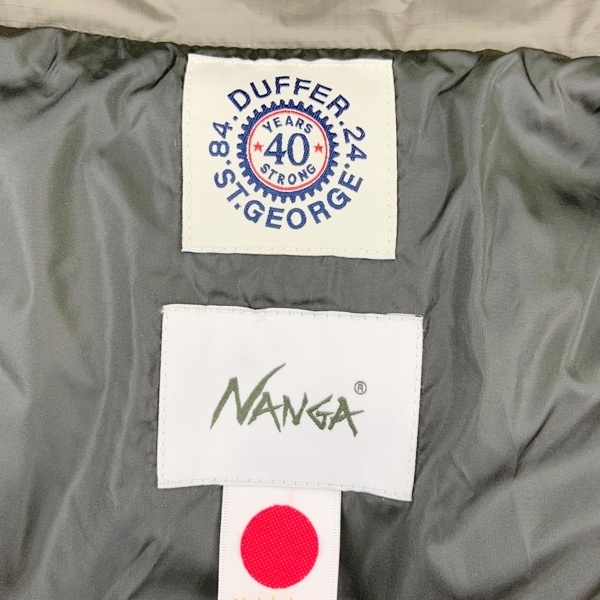 84. DUFFER. 24.
ST. GEORGE
YEARS
40
STRONG
NANGA®